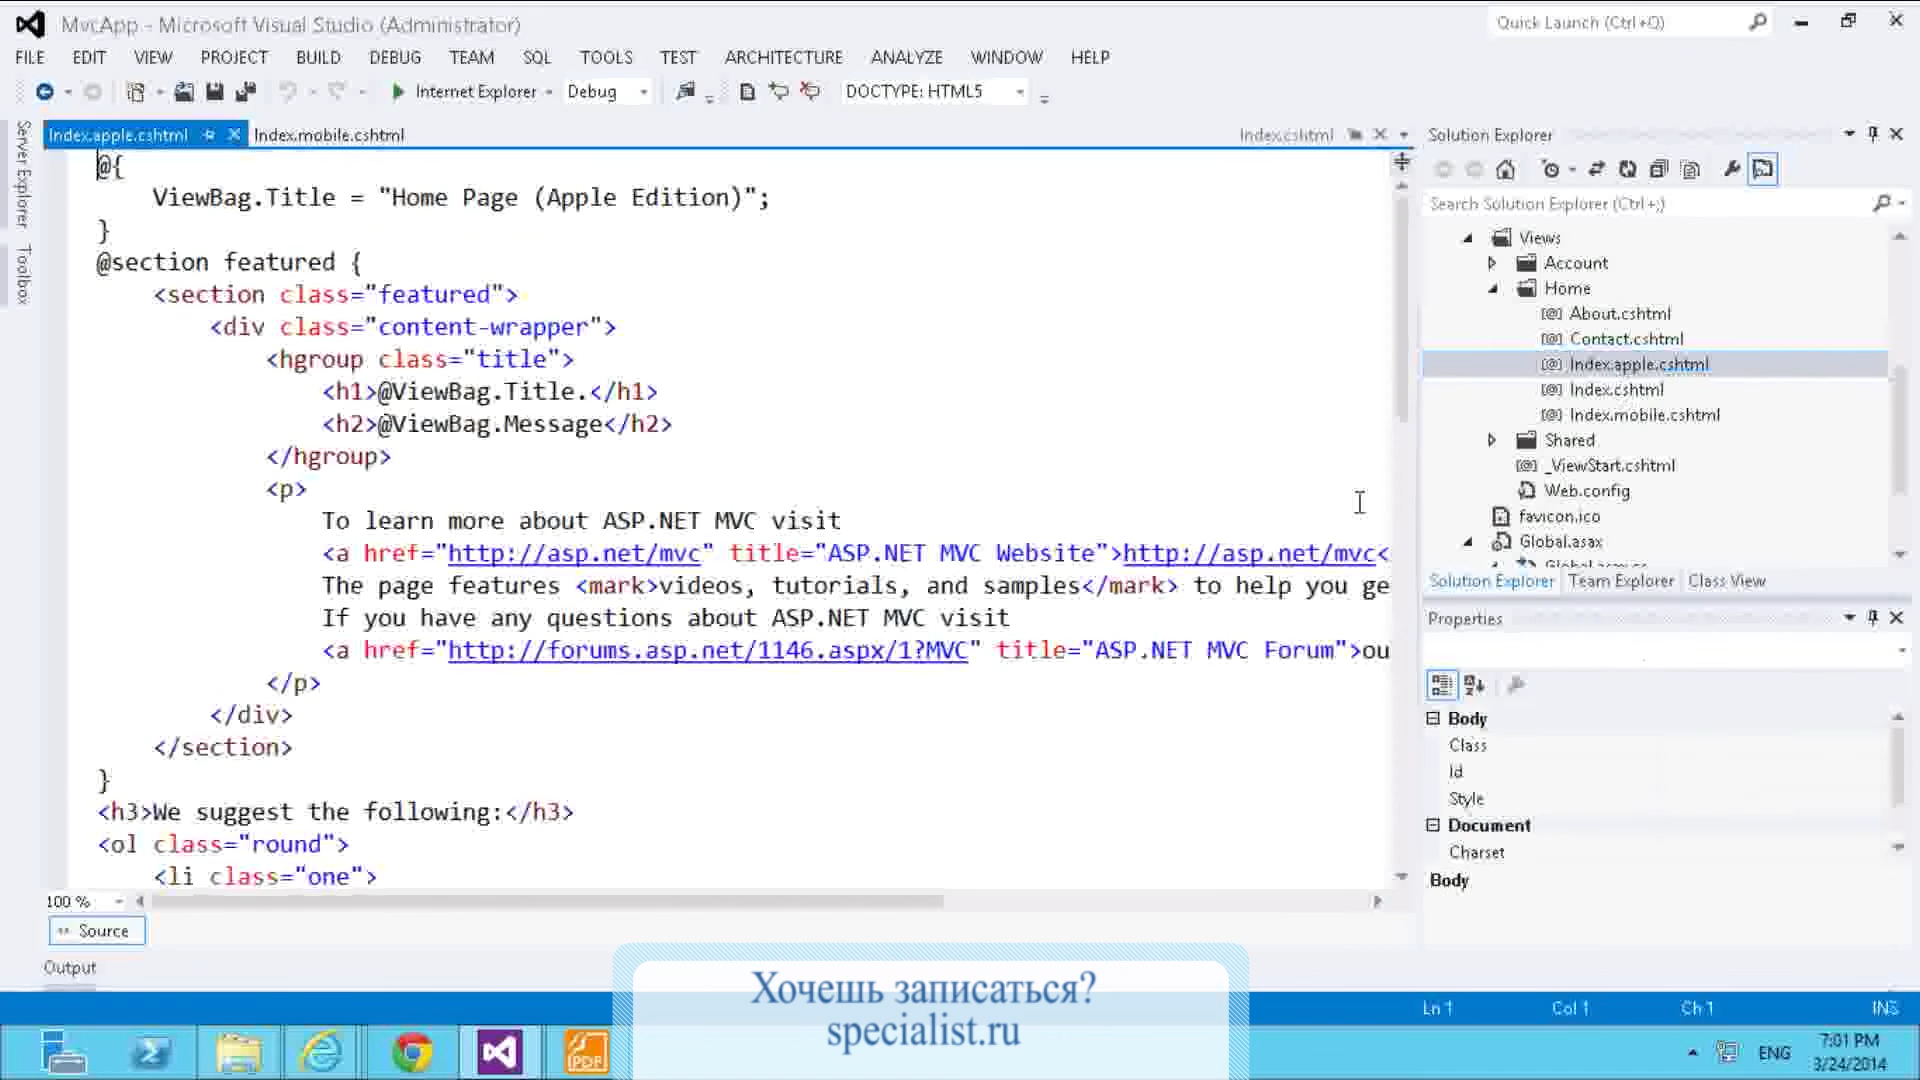 MvcApp - Microsoft Visual Studio (Administrator)
Quick Launch (Ctrl+Q)
FILE EDIT VIEW PROJECT BUILD DEBUG TEAM SQL TOOLS TEST ARCHITECTURE ANALYZE WINDOW HELP
Internet Explorer Debug DOCTYPE: HTML5
Server Explorer
Toolbox
Index.apple.cshtml Index.mobile.cshtml Index.cshtml
@{
ViewBag.Title = "Home Page (Apple Edition)";
}
@section featured {
<section class="featured">
<div class="content-wrapper">
<hgroup class="title">
<h1>@ViewBag.Title.</h1>
<h2>@ViewBag.Message</h2>
</hgroup>
<p>
To learn more about ASP.NET MVC visit
<a href="http://asp.net/mvc" title="ASP.NET MVC Website">http://asp.net/mvc<
The page features <mark>videos, tutorials, and samples</mark> to help you ge
If you have any questions about ASP.NET MVC visit
<a href="http://forums.asp.net/1146.aspx/1?MVC" title="ASP.NET MVC Forum">ou
</p>
</div>
</section>
}
<h3>We suggest the following:</h3>
<ol class="round">
<li class="one">
100 %
Source
Output
Solution Explorer
Search Solution Explorer (Ctrl+;)
Views
Account
Home
About.cshtml
Contact.cshtml
Index.apple.cshtml
Index.cshtml
Index.mobile.cshtml
Shared
_ViewStart.cshtml
Web.config
favicon.ico
Global.asax
Global.asax.cs
Solution Explorer Team Explorer Class View
Properties
Body
Class
Id
Style
Document
Charset
Body
Хочешь записаться?
specialist.ru
Ln 1 Col 1 Ch 1 INS
PDF
ENG
7:01 PM
3/24/2014